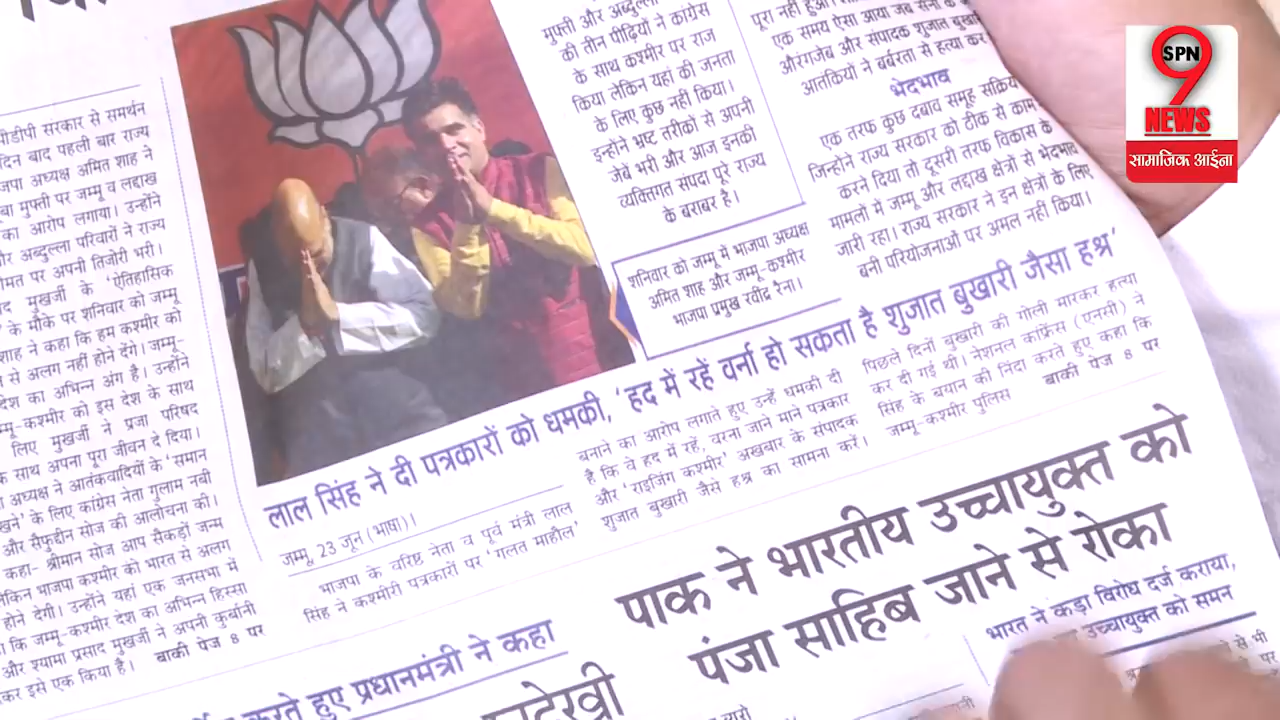 पीडीपी सरकार से समर्थन
दिन बाद पहली बार राज्य
जपा अध्यक्ष अमित शाह ने
बा मुफ्ती पर जम्मू व लद्दाख
का आरोप लगाया। उन्होंने
और अब्दुल्ला परिवारों ने राज्य
मत पर अपनी तिजोरी भरी।
मुखर्जी के ऐतिहासिक
के मौके पर शनिवार को जम्मू
शाह ने कहा कि हम कश्मीर को
से अलग नहीं होने देंगे। जम्मू-
देश का अभिन्न अंग है। उन्होंने
जम्मू-कश्मीर को इस देश के साथ
लिए मुखर्जी ने प्रजा परिषद
के साथ अपना पूरा जीवन दे दिया।
अध्यक्ष ने आतंकवादियों के 'समान
रखने' के लिए कांग्रेस नेता गुलाम नबी
और सैफुद्दीन सोज की आलोचना की।
कहा- श्रीमान सोज आप सैकड़ों जन्म
लेकिन भाजपा कश्मीर को भारत से अलग
होने देगी। उन्होंने यहां एक जनसभा में
कि जम्मू-कश्मीर देश का अभिन्न हिस्सा
और श्यामा प्रसाद मुखर्जी ने अपनी कुर्बानी
कर इसे एक किया है। बाकी पेज 8 पर
मुफ्ती और अब्दुल्ला
की तीन पीढ़ियों ने कांग्रेस
के साथ कश्मीर पर राज
किया लेकिन यहां की जनता
के लिए कुछ नहीं किया।
इन्होंने भ्रष्ट तरीकों से अपनी
जेबें भरी और आज इनकी
व्यक्तिगत संपदा पूरे राज्य
के बराबर है।
शनिवार को जम्मू में भाजपा अध्यक्ष
अमित शाह और जम्मू-कश्मीर
भाजपा प्रमुख रवींद्र रैना।
पूरा नहीं हुआ।
एक समय ऐसा आया जब सेना के
औरंगजेब और संपादक शुजात बुखारी
आतंकियों ने बर्बरता से हत्या कर
भेदभाव
एक तरफ कुछ दबाव समूह सक्रिय
जिन्होंने राज्य सरकार को ठीक से काम
करने दिया तो दूसरी तरफ विकास के
मामलों में जम्मू और लद्दाख क्षेत्रों से भेदभाव
जारी रहा। राज्य सरकार ने इन क्षेत्रों के लिए
बनी परियोजनाओं पर अमल नहीं किया।
लाल सिंह ने दी पत्रकारों को धमकी, 'हद में रहें वर्ना हो सकता है शुजात बुखारी जैसा हश्र'
जम्मू, 23 जून (भाषा)।
भाजपा के वरिष्ठ नेता व पूर्व मंत्री लाल
सिंह ने कश्मीरी पत्रकारों पर 'गलत माहौल'
बनाने का आरोप लगाते हुए उन्हें धमकी दी
है कि वे हद में रहें, वरना जाने माने पत्रकार
और 'राइजिंग कश्मीर' अखबार के संपादक
शुजात बुखारी जैसे हश्र का सामना करें।
पिछले दिनों बुखारी की गोली मारकर हत्या
कर दी गई थी। नेशनल कांफ्रेंस (एनसी) ने
सिंह के बयान की निंदा करते हुए कहा कि
जम्मू-कश्मीर पुलिस बाकी पेज 8 पर
पाक ने भारतीय उच्चायुक्त को
पंजा साहिब जाने से रोका
भारत ने कड़ा विरोध दर्ज कराया,
उच्चायुक्त को समन
करते हुए प्रधानमंत्री ने कहा
SPN
9
NEWS
सामाजिक आईना